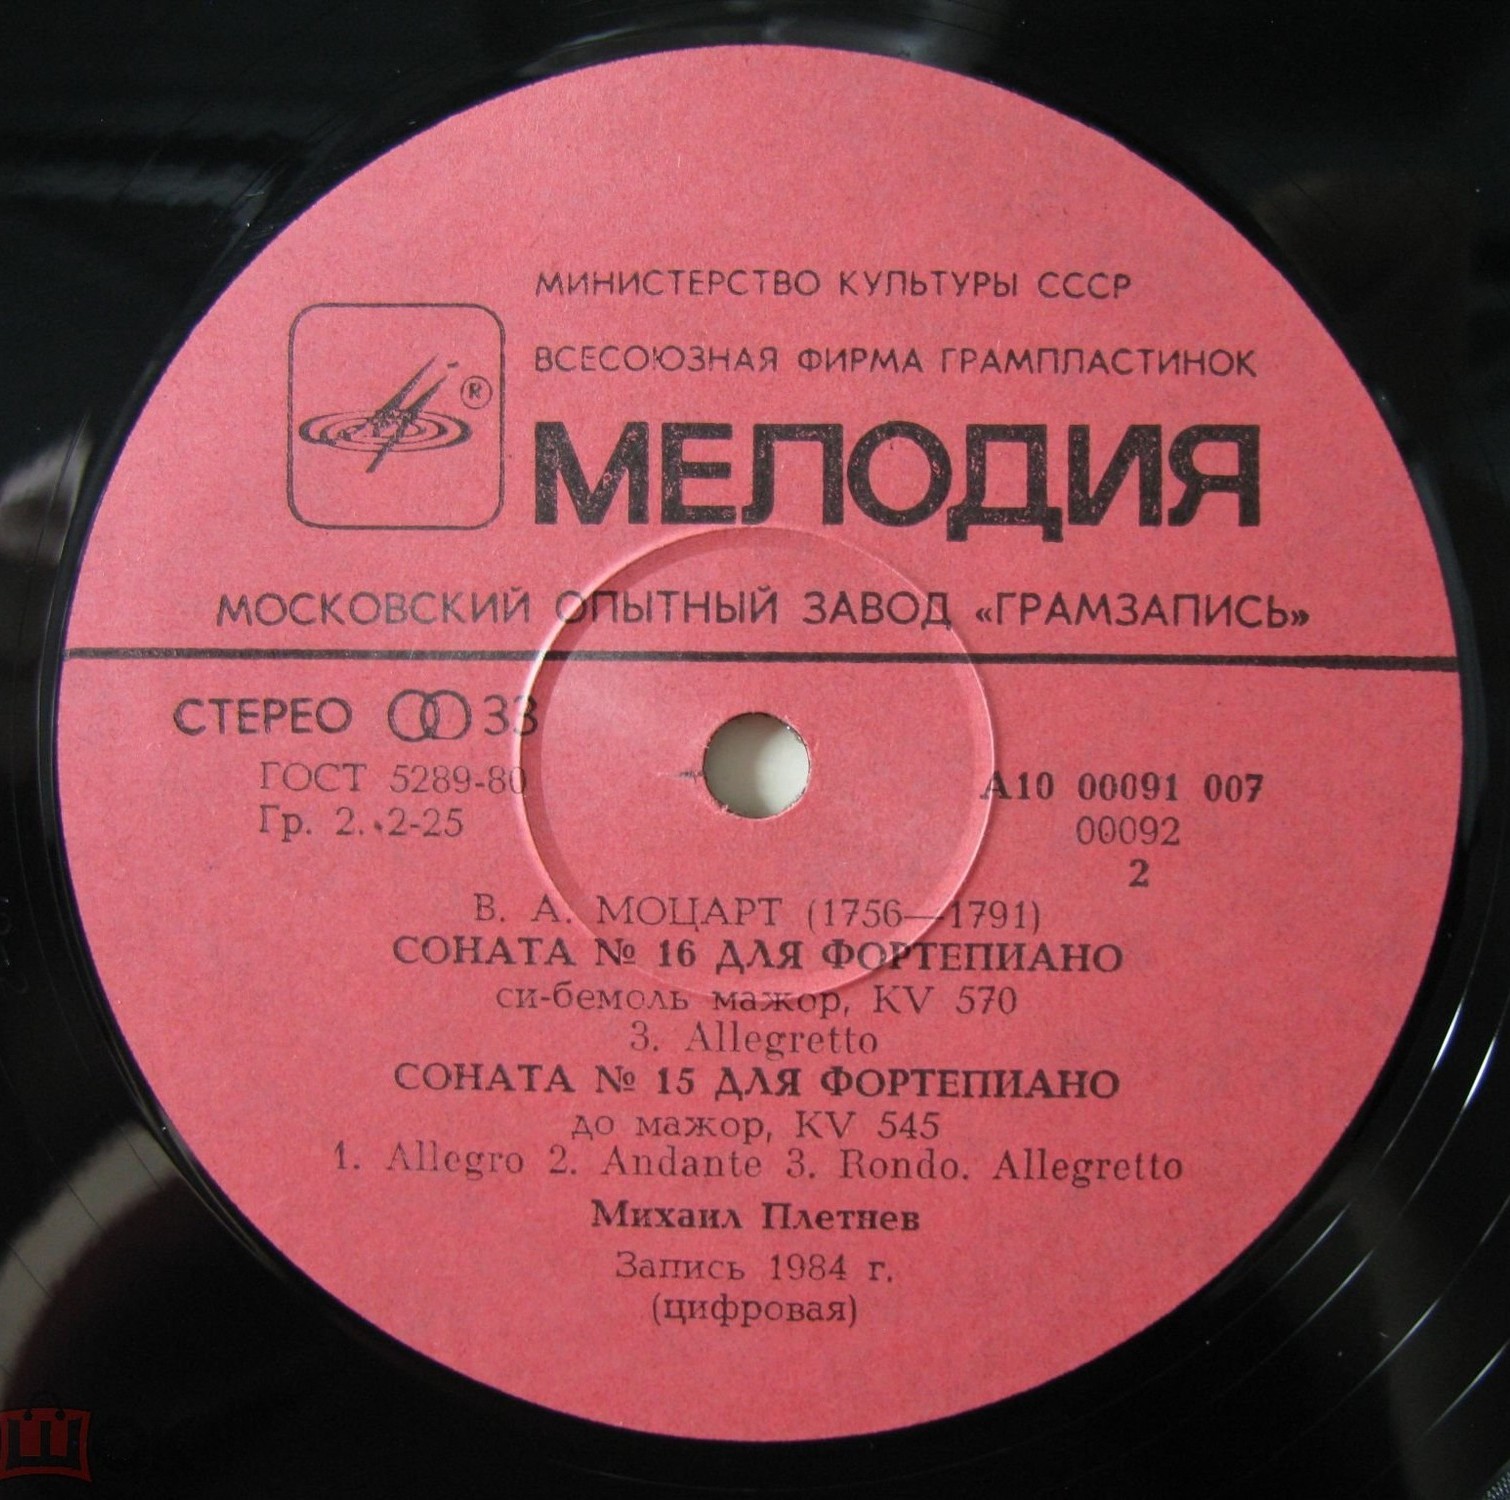 МИНИСТЕРСТВО КУЛЬТУРЫ СССР
ВСЕСОЮЗНАЯ ФИРМА ГРАМПЛАСТИНОК
®
МЕЛОДИЯ
МОСКОВСКИЙ ОПЫТНЫЙ ЗАВОД «ГРАМЗАПИСЬ»
СТЕРЕО 33
ГОСТ 5289-80
Гр. 2. 2-25
А10 00091 007
00092
2
В. А. МОЦАРТ (1756—1791)
СОНАТА № 16 ДЛЯ ФОРТЕПИАНО
си-бемоль мажор, KV 570
3. Allegretto
СОНАТА № 15 ДЛЯ ФОРТЕПИАНО
до мажор, KV 545
1. Allegro 2. Andante 3. Rondo. Allegretto
Михаил Плетнев
Запись 1984 г.
(цифровая)